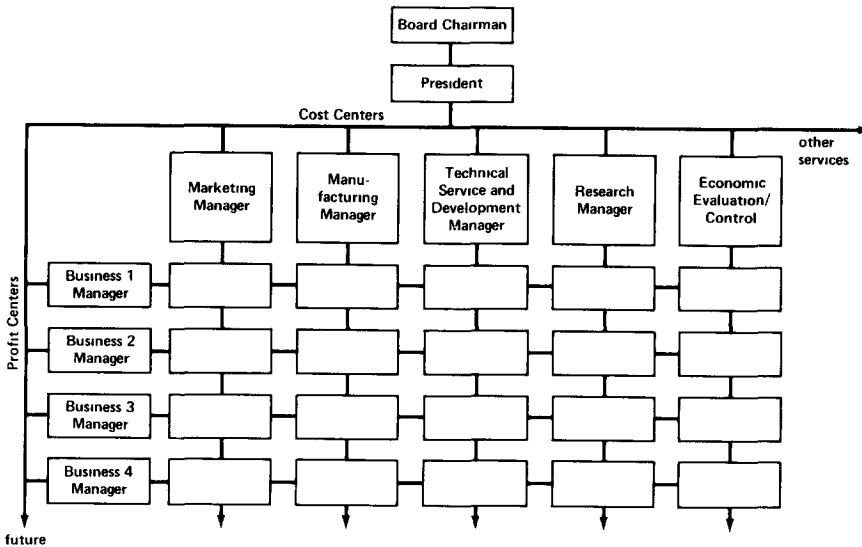 Board Chairman
President
Cost Centers
other
services
Marketing
Manager
Manu-
facturing
Manager
Technical
Service and
Development
Manager
Research
Manager
Economic
Evaluation/
Control
Profit Centers
Business 1
Manager
Business 2
Manager
Business 3
Manager
Business 4
Manager
future